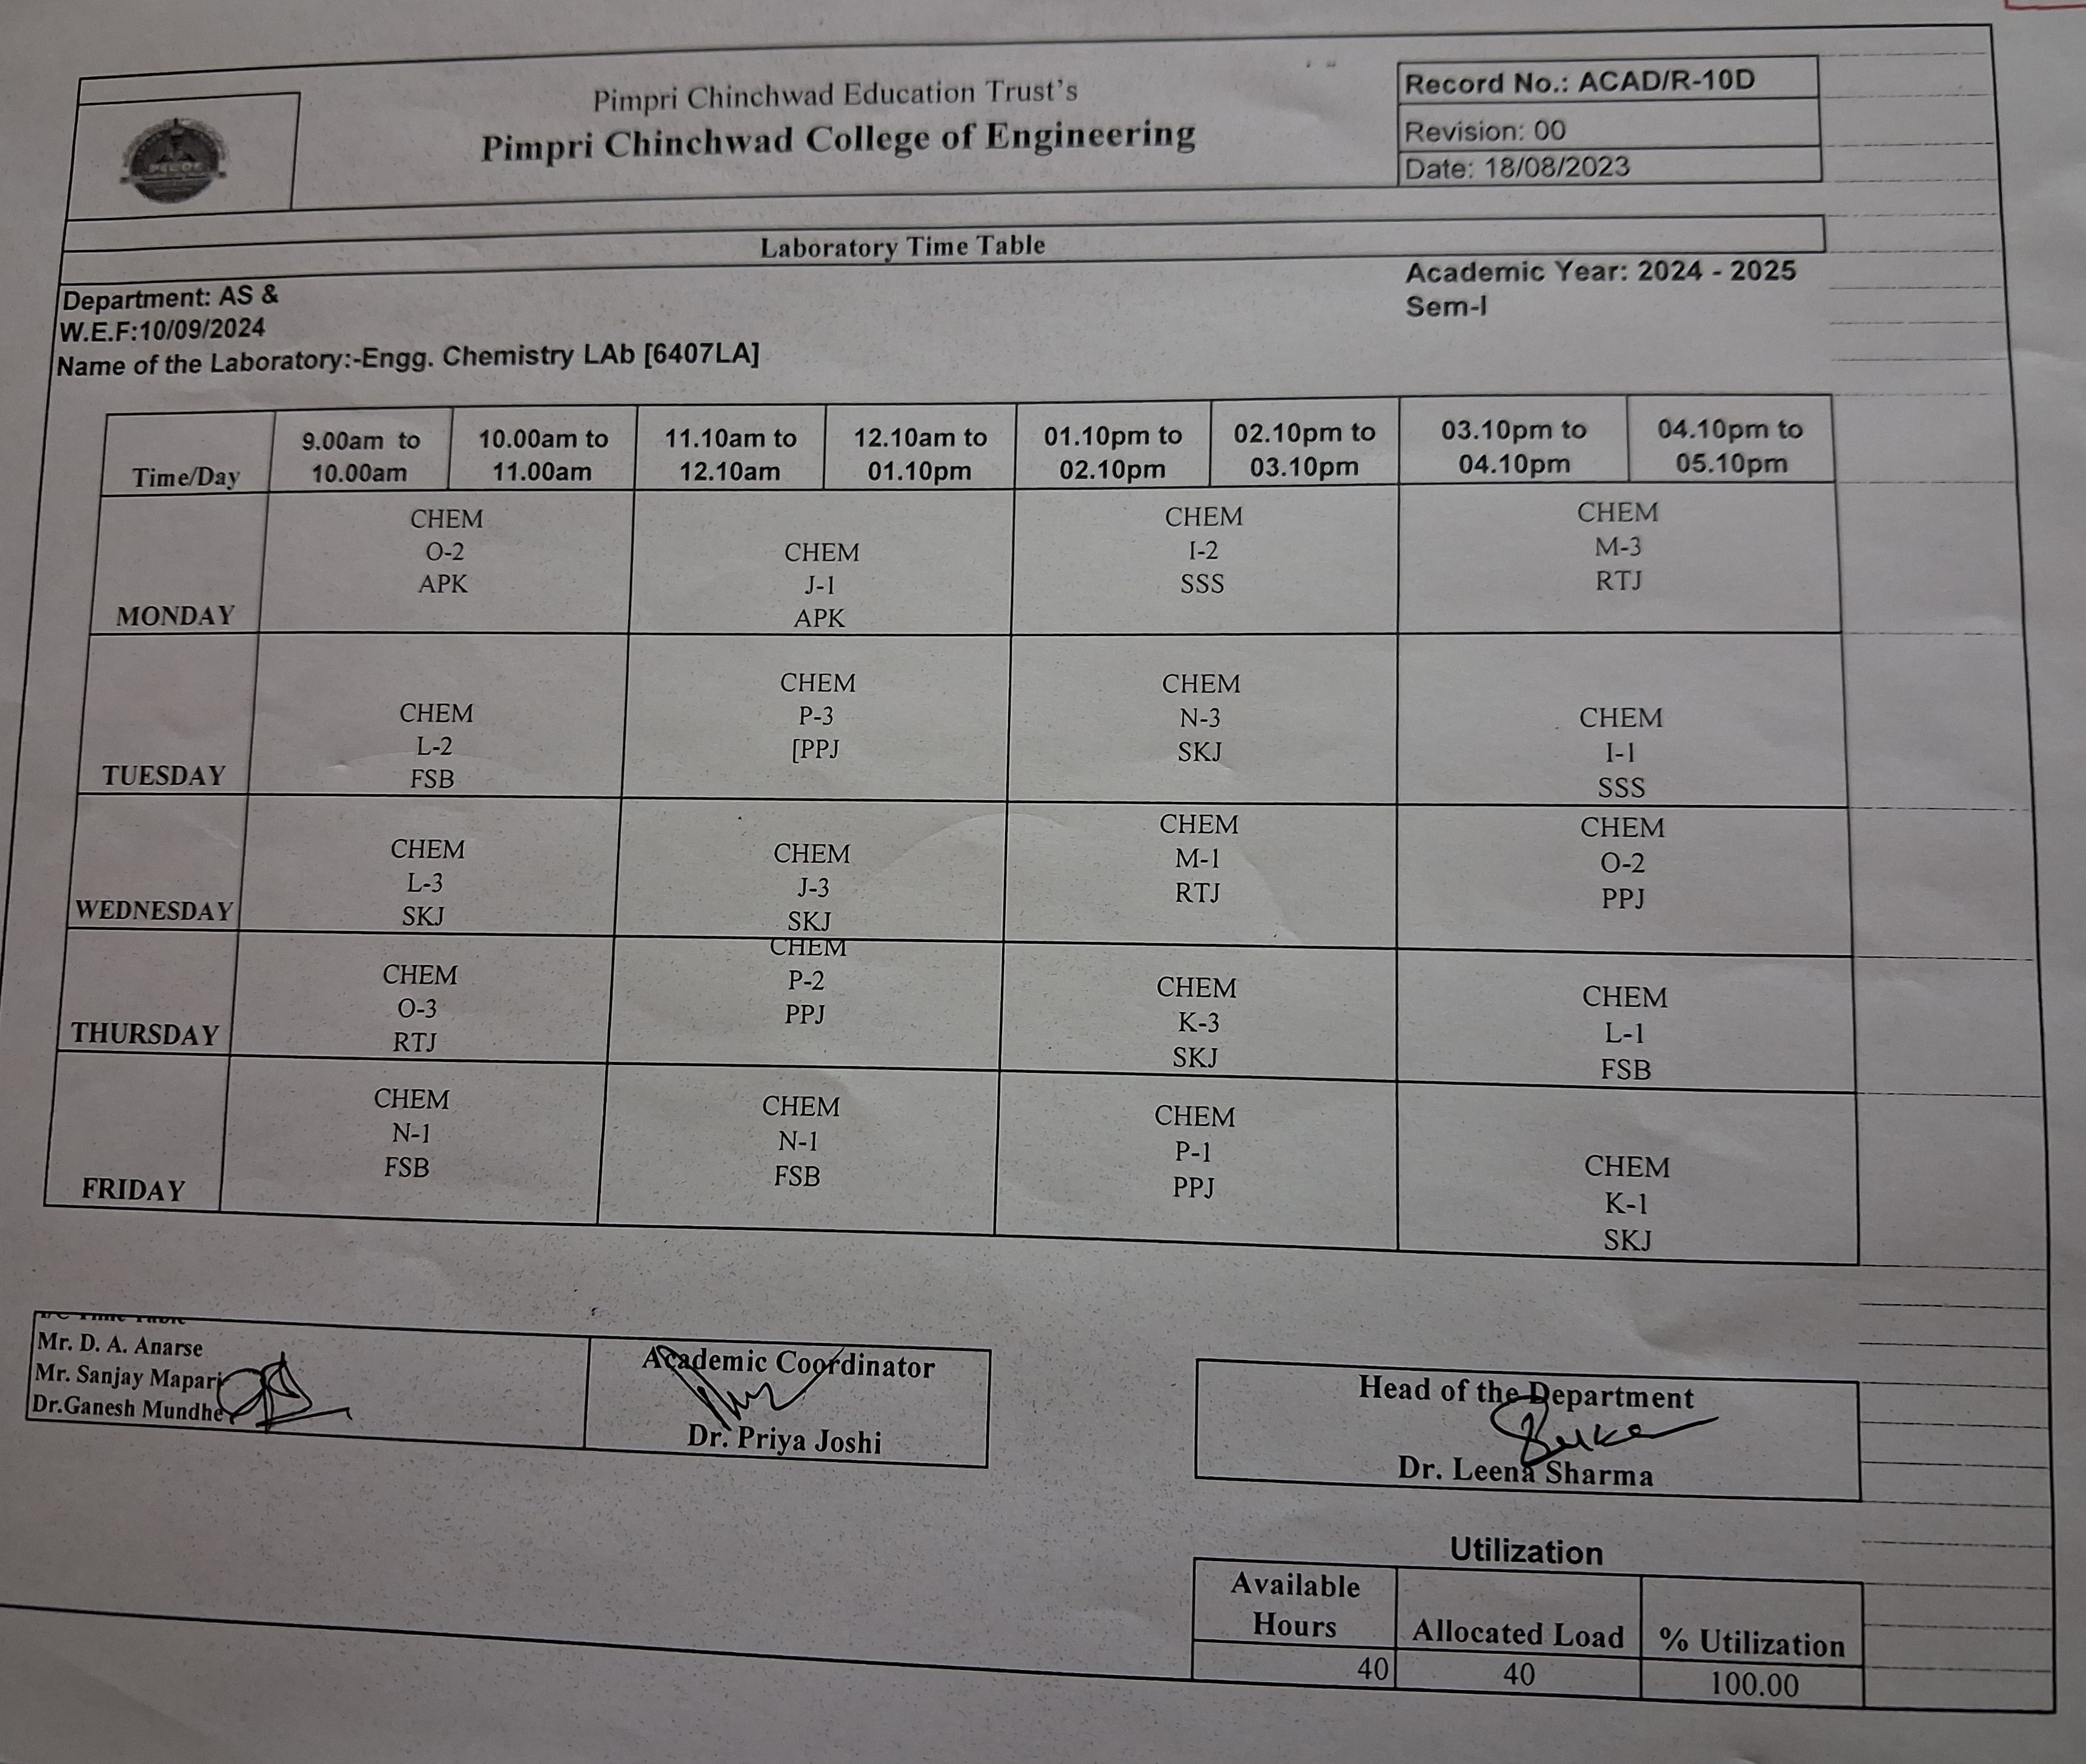 Pimpri Chinchwad Education Trust's
Pimpri Chinchwad College of Engineering
Record No.: ACAD/R-10D
Revision: 00
Date: 18/08/2023
Laboratory Time Table
Department: AS &
W.E.F:10/09/2024
Name of the Laboratory:-Engg. Chemistry LAb [6407LA]
Academic Year: 2024 - 2025
Sem-I
Time/Day
9.00am to
10.00am
10.00am to
11.00am
11.10am to
12.10am
12.10am to
01.10pm
01.10pm to
02.10pm
02.10pm to
03.10pm
03.10pm to
04.10pm
04.10pm to
05.10pm
MONDAY
CHEM
O-2
APK
CHEM
J-1
APK
CHEM
I-2
SSS
CHEM
M-3
RTJ
TUESDAY
CHEM
L-2
FSB
CHEM
P-3
[PPJ
CHEM
N-3
SKJ
CHEM
I-1
SSS
WEDNESDAY
CHEM
L-3
SKJ
CHEM
J-3
SKJ
CHEM
M-1
RTJ
CHEM
O-2
PPJ
THURSDAY
CHEM
O-3
RTJ
CHEM
P-2
PPJ
CHEM
K-3
SKJ
CHEM
L-1
FSB
FRIDAY
CHEM
N-1
FSB
CHEM
N-1
FSB
CHEM
P-1
PPJ
CHEM
K-1
SKJ
Mr. D. A. Anarse
Mr. Sanjay Mapari
Dr.Ganesh Mundhe
Academic Coordinator
Dr. Priya Joshi
Head of the Department
Dr. Leena Sharma
Utilization
Available
Hours
Allocated Load
% Utilization
40
40
100.00